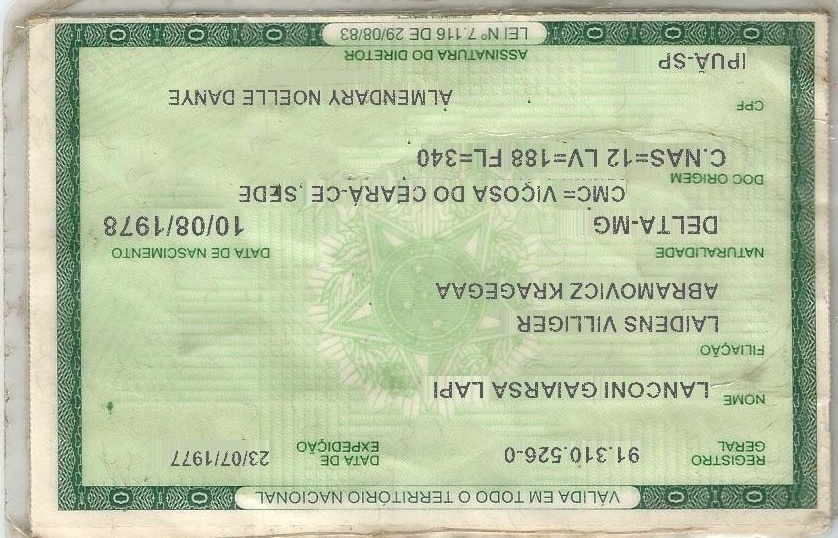 VÁLIDA EM TODO O TERRITÓRIO NACIONAL
REGISTRO GERAL 91.310.526-0 DATA DE EXPEDIÇÃO 23/07/1977
NOME LANCONI GAIARSA LAPI
FILIAÇÃO
LAIDENS VILLIGER
ABRAMOVICZ KRAGEGAA
NATURALIDADE DATA DE NASCIMENTO
DELTA-MG 10/08/1978
CMC= VIÇOSA DO CEARÁ-CE ,SEDE
DOC ORIGEM
C.NAS=12 LV=188 FL=340
CPF
ALMENDARY NOELLE DANYE
IPUÃ-SP
ASSINATURA DO DIRETOR
LEI Nº 7.116 DE 29/08/83